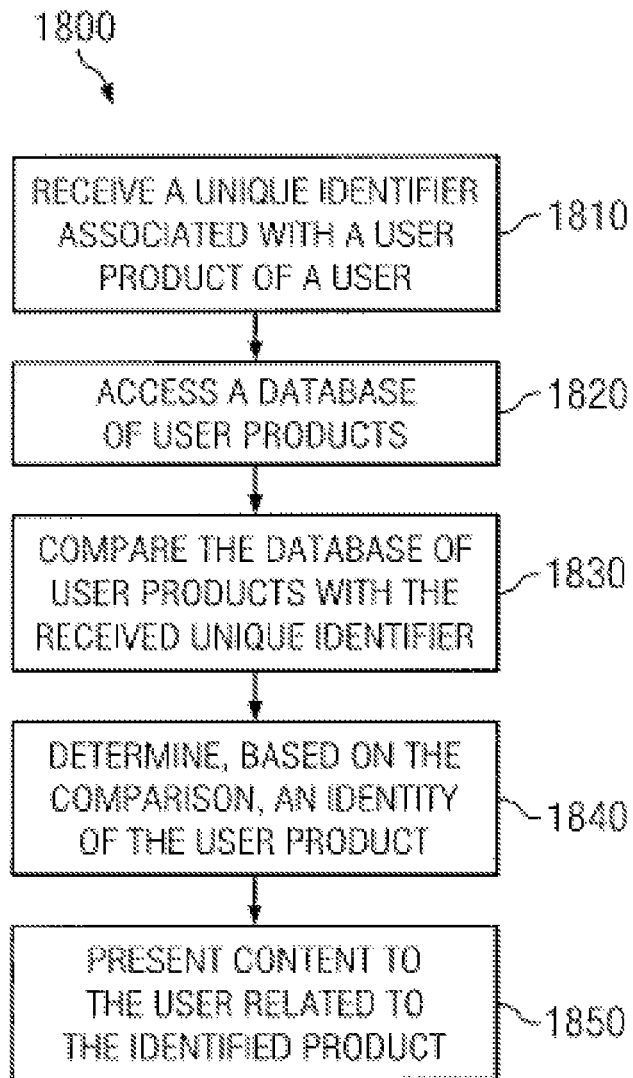 1800
RECEIVE A UNIQUE IDENTIFIER
ASSOCIATED WITH A USER
PRODUCT OF A USER
1810
ACCESS A DATABASE
OF USER PRODUCTS
1820
COMPARE THE DATABASE OF
USER PRODUCTS WITH THE
RECEIVED UNIQUE IDENTIFIER
1830
DETERMINE, BASED ON THE
COMPARISON, AN IDENTITY
OF THE USER PRODUCT
1840
PRESENT CONTENT TO
THE USER RELATED TO
THE IDENTIFIED PRODUCT
1850